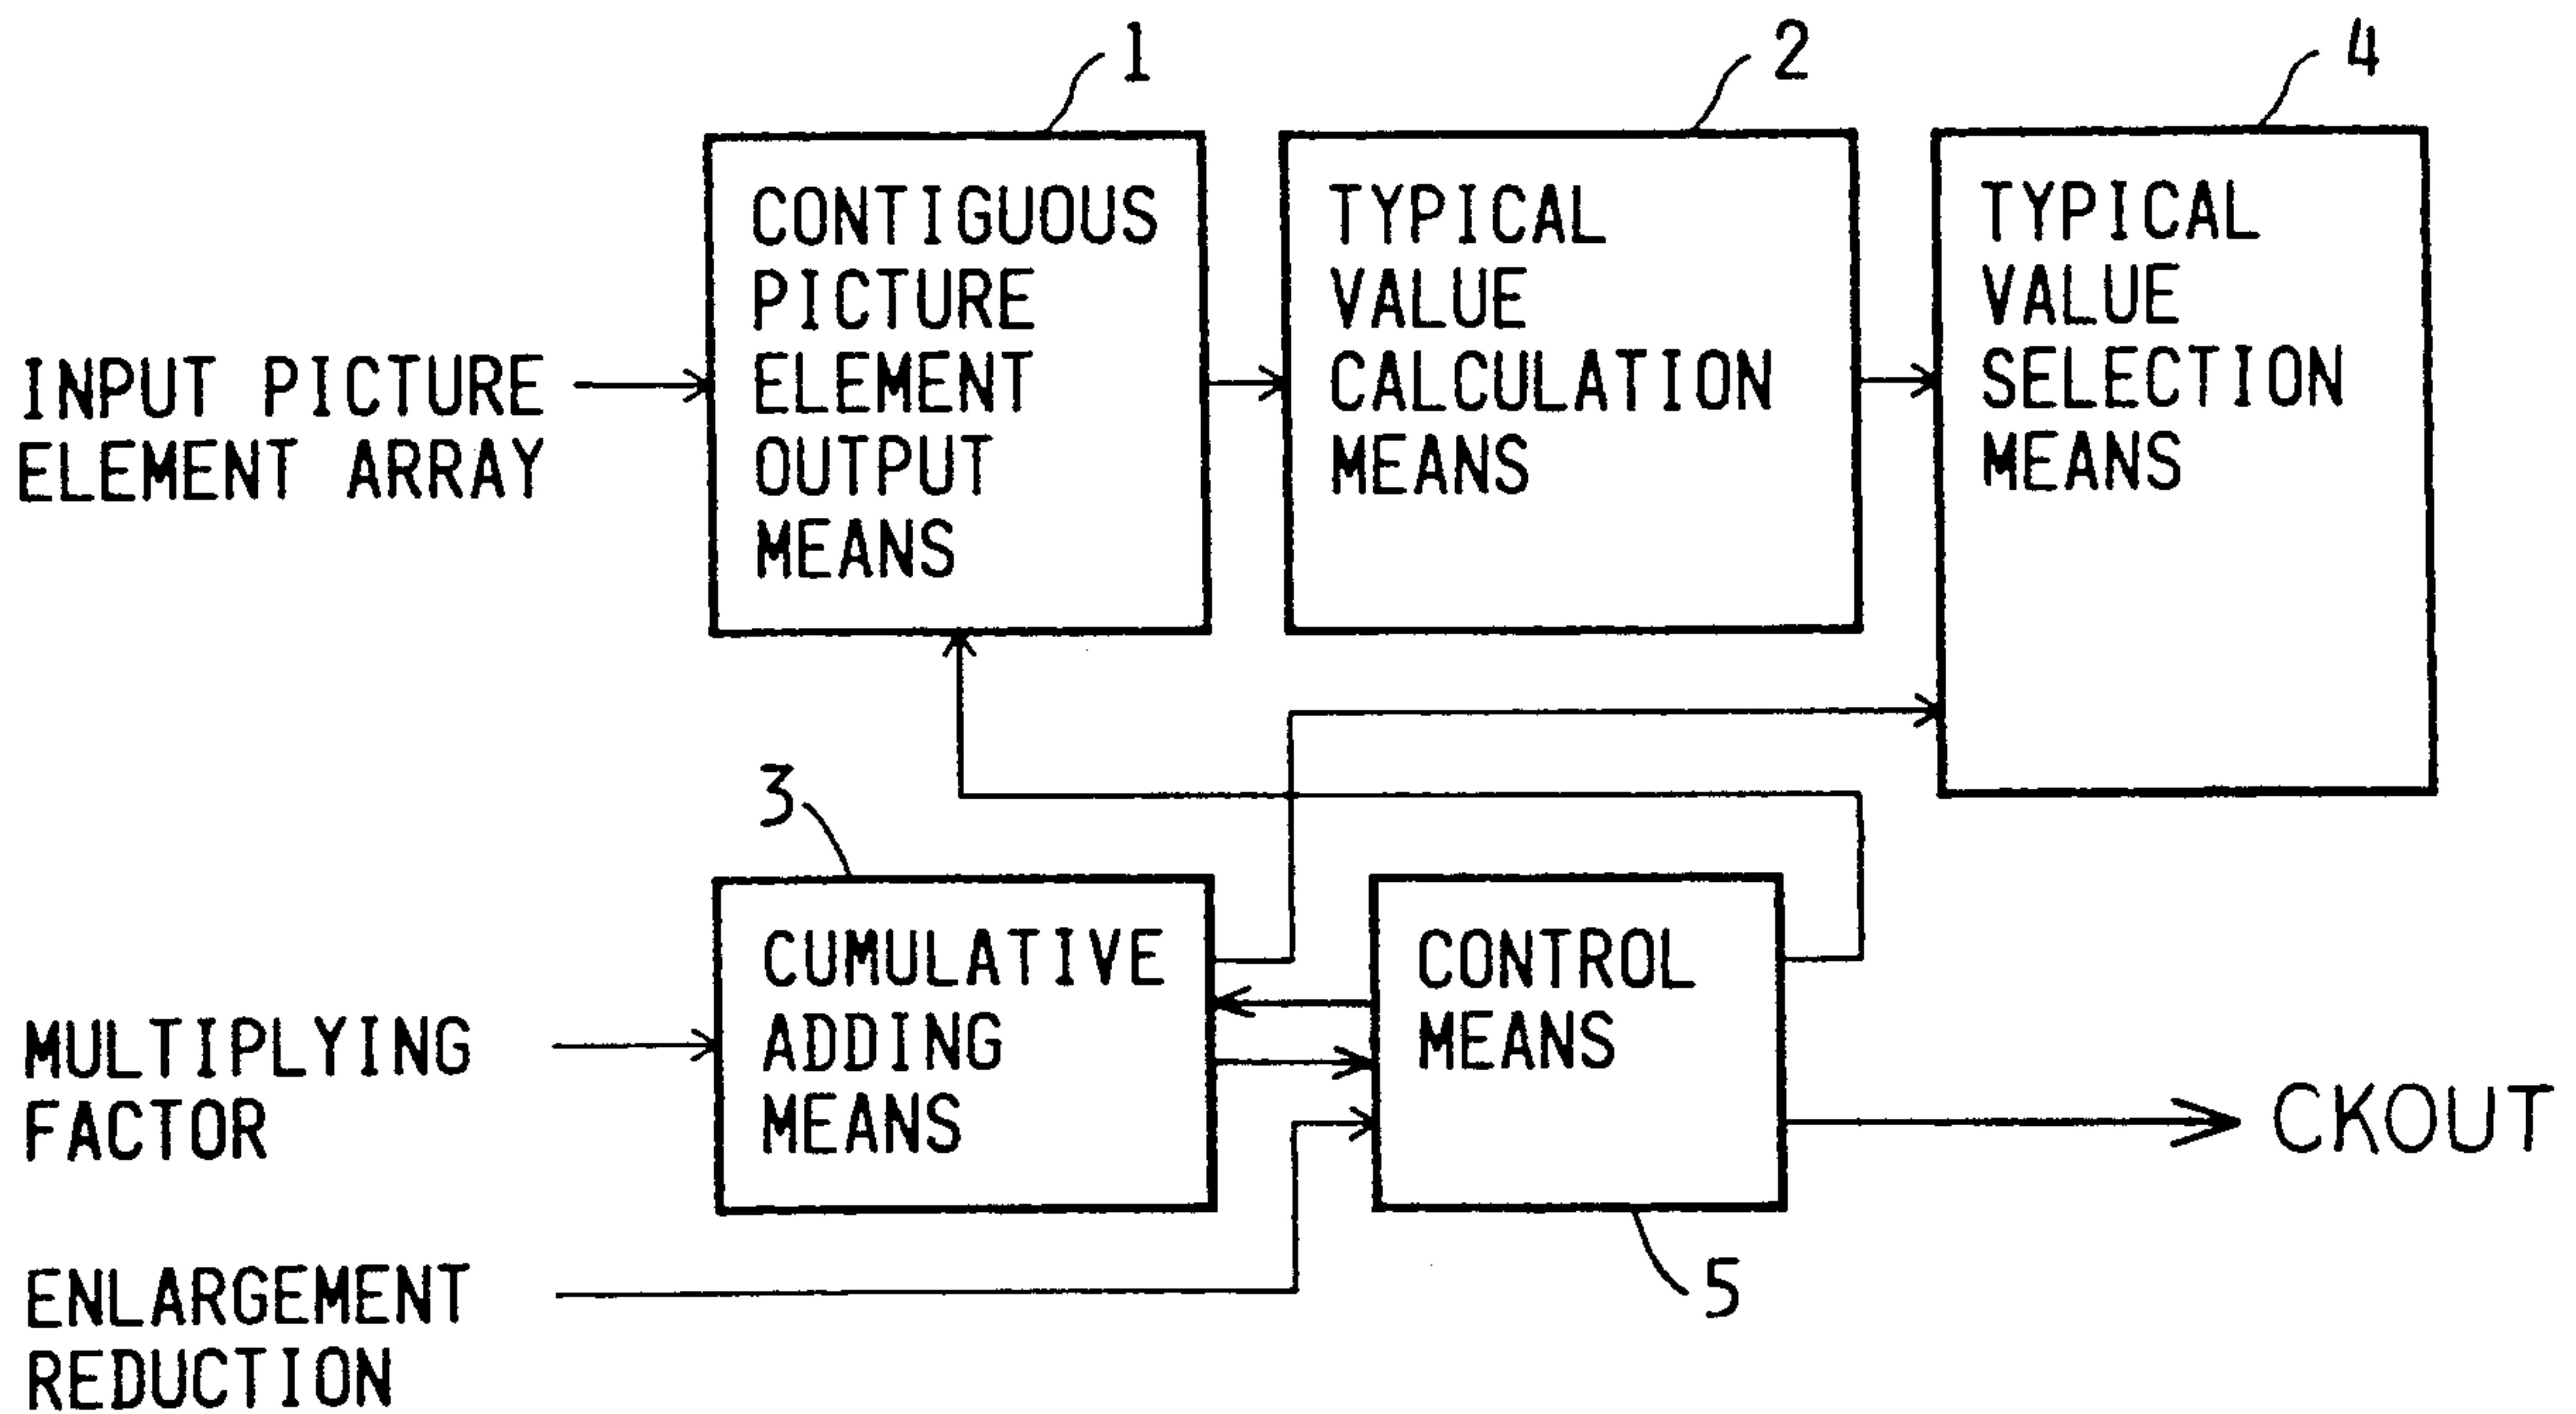 1
2
4
CONTIGUOUS
PICTURE
ELEMENT
OUTPUT
MEANS
TYPICAL
VALUE
CALCULATION
MEANS
TYPICAL
VALUE
SELECTION
MEANS
INPUT PICTURE
ELEMENT ARRAY
3
CUMULATIVE
ADDING
MEANS
CONTROL
MEANS
MULTIPLYING
FACTOR
CKOUT
5
ENLARGEMENT
REDUCTION